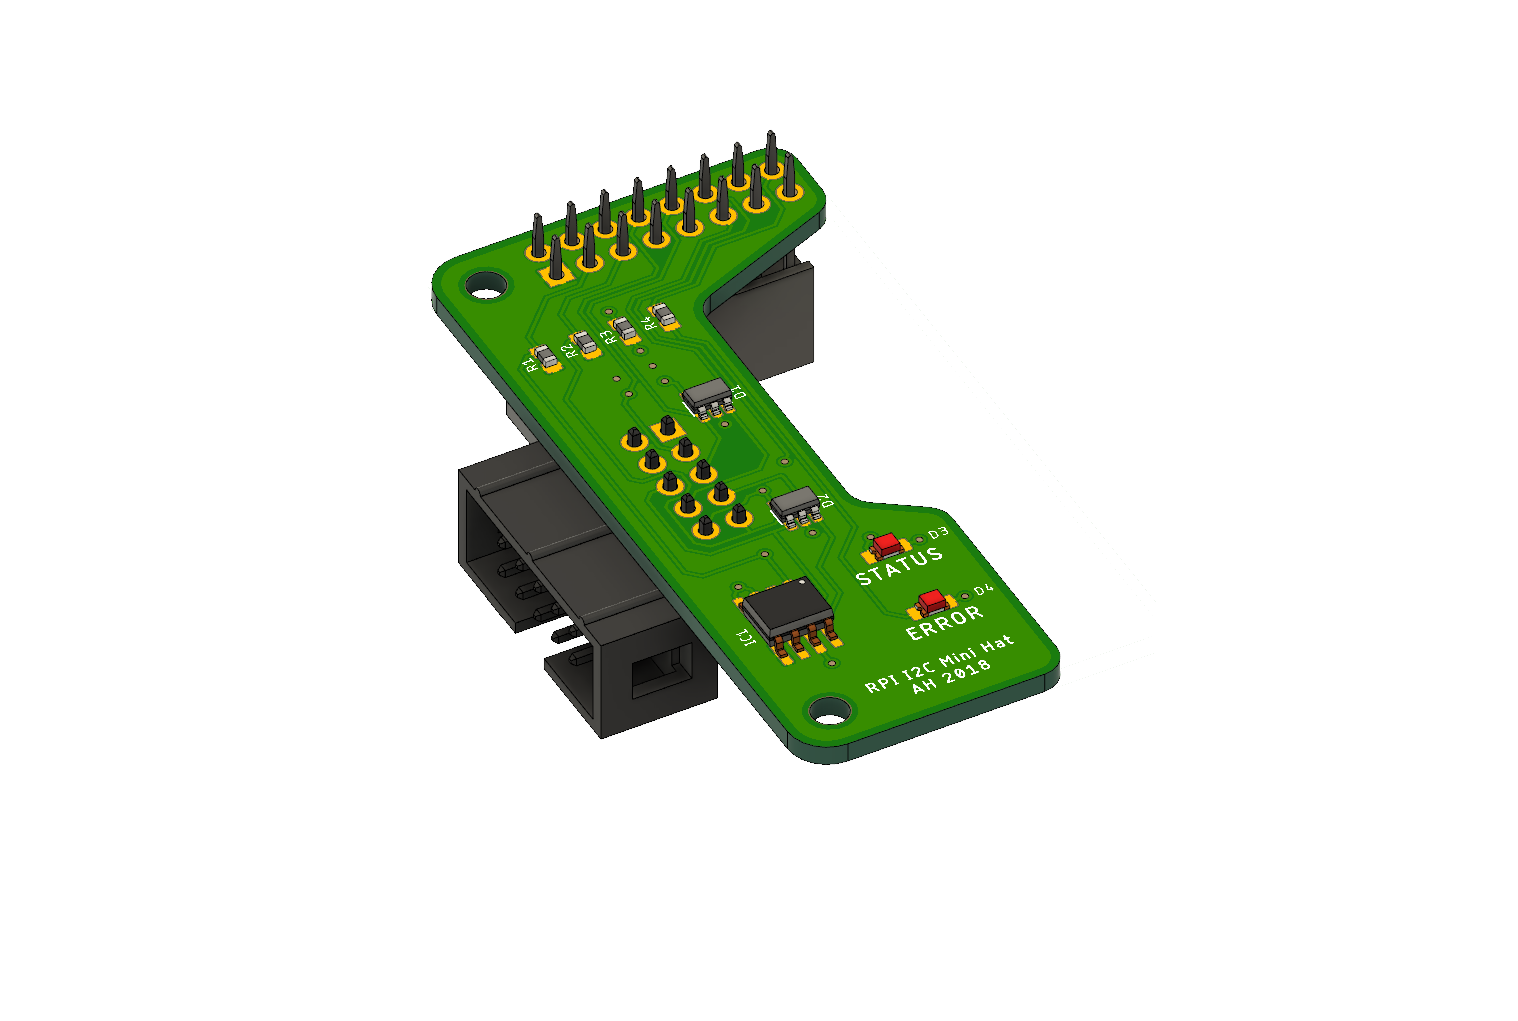 R1
R2
R3
R4
D1
D2
D3
STATUS
D4
ERROR
IC1
RPI I2C Mini Hat
AH 2018